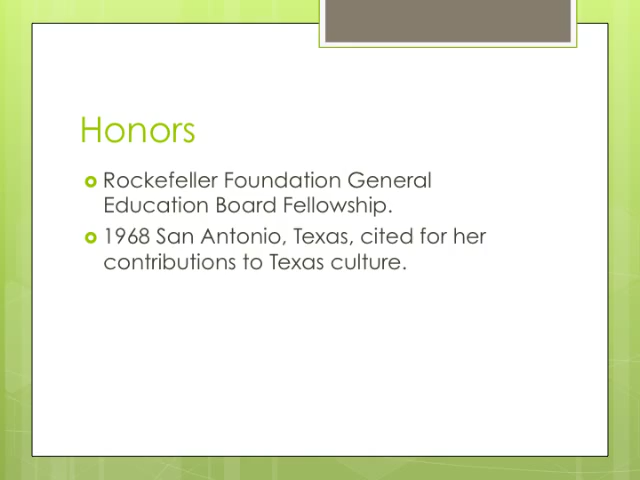 Honors
Rockefeller Foundation General
Education Board Fellowship.
1968 San Antonio, Texas, cited for her
contributions to Texas culture.